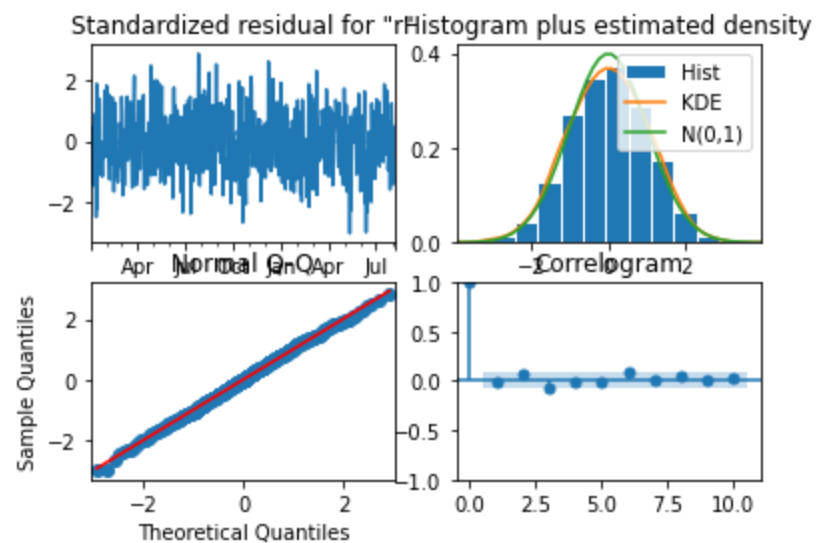 Standardized residual for "r"
Histogram plus estimated density
2
0
−2
Apr Jul Oct Jan Apr Jul
0.4
0.2
0.0
Hist
KDE
N(0,1)
−2 0 2
Normal Q-Q
Sample Quantiles
2
0
−2
−2 0 2
Theoretical Quantiles
Correlogram
1.0
0.5
0.0
−0.5
−1.0
0.0 2.5 5.0 7.5 10.0